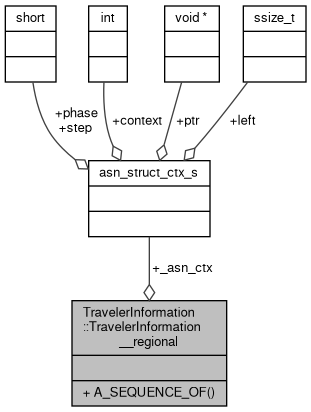 short
int
void *
ssize_t
+phase
+step
+context
+ptr
+left
asn_struct_ctx_s
+_asn_ctx
TravelerInformation
::TravelerInformation
__regional
+ A_SEQUENCE_OF()